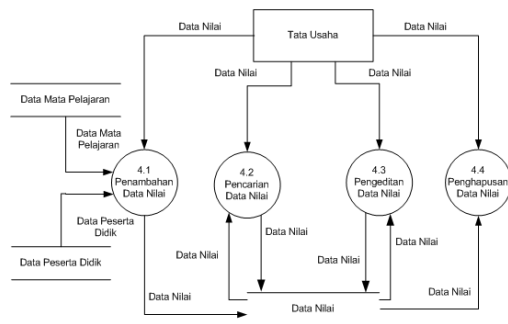 Data Nilai
Tata Usaha
Data Nilai
Data Nilai
Data Nilai
Data Nilai
Data Mata Pelajaran
Data Mata
Pelajaran
4.1
Penambahan
Data Nilai
4.2
Pencarian
Data Nilai
4.3
Pengeditan
Data Nilai
4.4
Penghapusan
Data Nilai
Data Peserta
Didik
Data Peserta Didik
Data Nilai
Data Nilai
Data Nilai
Data Nilai
Data Nilai
Data Nilai
Data Nilai